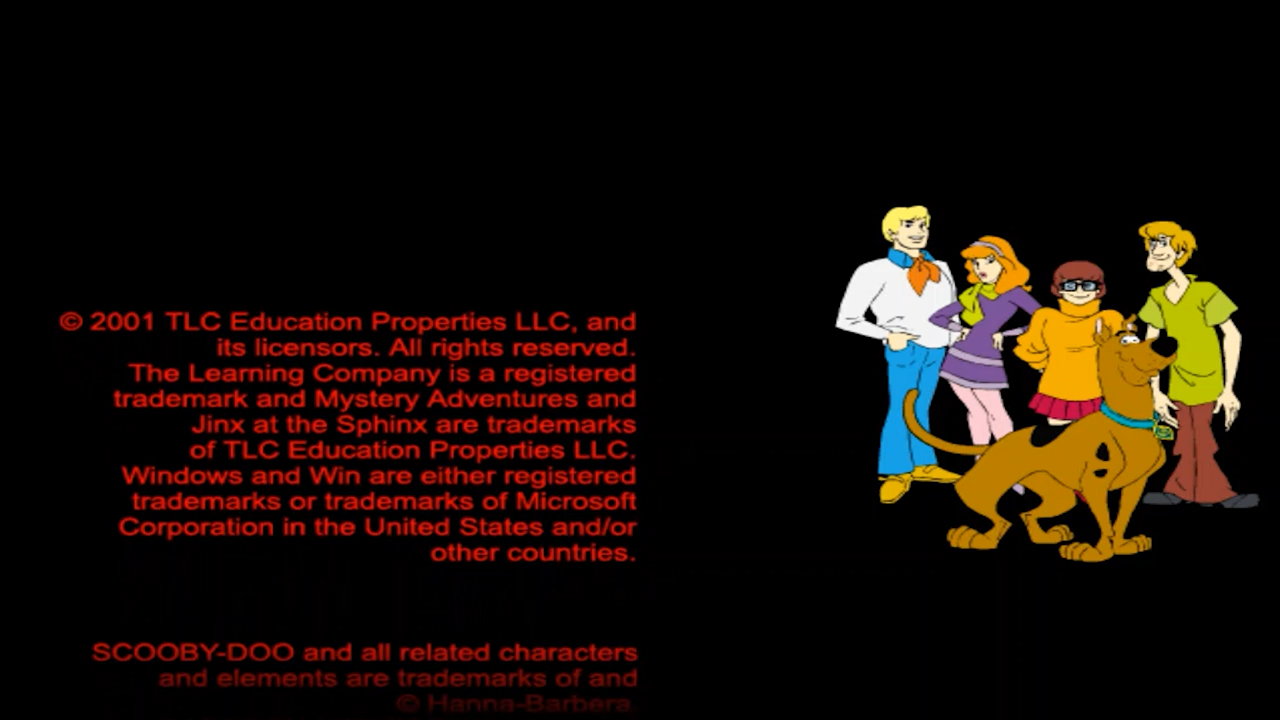 © 2001 TLC Education Properties LLC, and
its licensors. All rights reserved.
The Learning Company is a registered
trademark and Mystery Adventures and
Jinx at the Sphinx are trademarks
of TLC Education Properties LLC.
Windows and Win are either registered
trademarks or trademarks of Microsoft
Corporation in the United States and/or
other countries.
SCOOBY-DOO and all related characters
and elements are trademarks of and
© Hanna-Barbera.